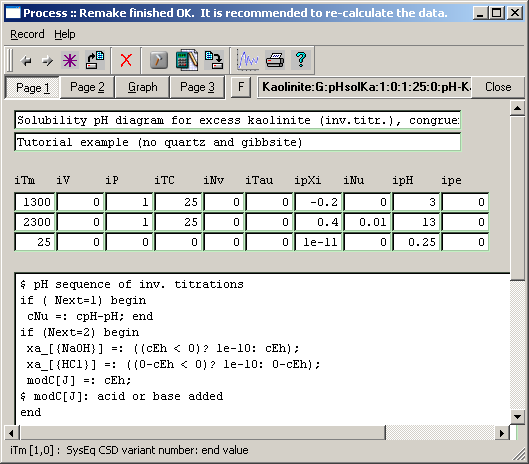 Process :: Remake finished OK. It is recommended to re-calculate the data.
Record Help
Page 1 Page 2 Graph Page 3 F Kaolinite:G:pHsolKa:1:0:1:25:0:pH-K Close
Solubility pH diagram for excess kaolinite (inv.titr.), congrue
Tutorial example (no quartz and gibbsite)
iTm iV iP iTC iNv iTau ipXi iNu ipH ipe
1300 0 1 25 0 0 -0.2 0 3 0
2300 0 1 25 0 0 0.4 0.01 13 0
25 0 0 0 0 0 1e-11 0 0.25 0
$ pH sequence of inv. titrations
if ( Next=1) begin
cNu =: cpH-pH; end
if (Next=2) begin
xa_[{NaOH}] =: ((cEh < 0)? 1e-10: cEh);
xa_[{HCl}] =: ((0-cEh < 0)? 1e-10: 0-cEh);
modC[J] =: cEh;
$ modC[J]: acid or base added
end
iTm [1,0] : SysEq CSD variant number: end value